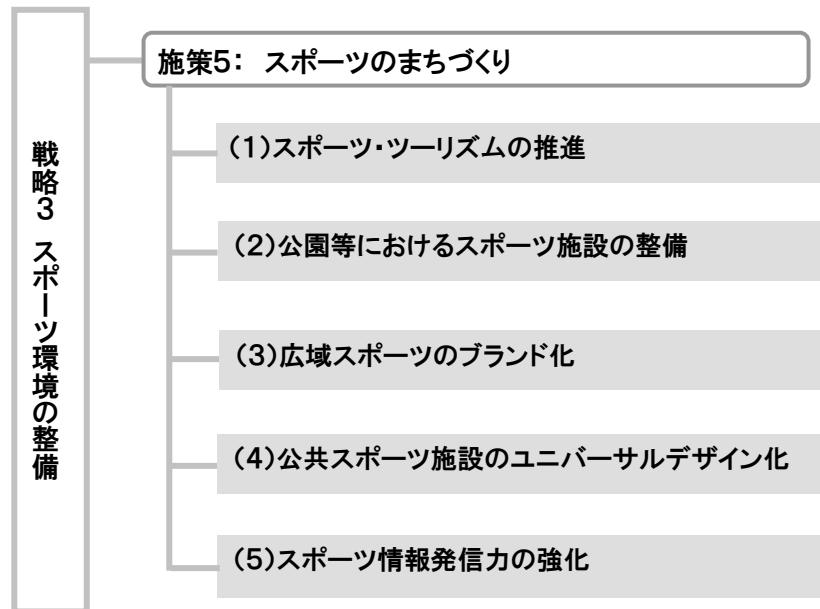 戦略3 スポーツ環境の整備
施策5： スポーツのまちづくり
（1）スポーツ・ツーリズムの推進
（2）公園等におけるスポーツ施設の整備
（3）広域スポーツのブランド化
（4）公共スポーツ施設のユニバーサルデザイン化
（5）スポーツ情報発信力の強化